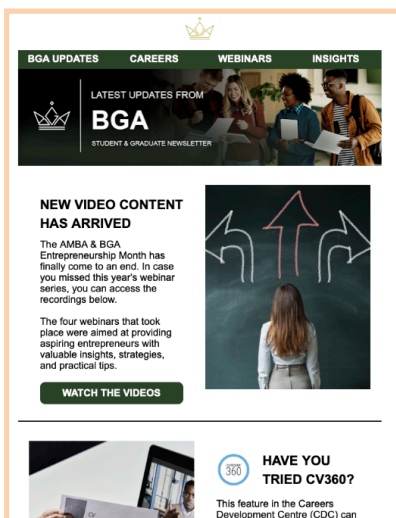 BGA UPDATES CAREERS WEBINARS INSIGHTS
LATEST UPDATES FROM
BGA
STUDENT & GRADUATE NEWSLETTER
NEW VIDEO CONTENT
HAS ARRIVED
The AMBA & BGA
Entrepreneurship Month has
finally come to an end. In case
you missed this year's webinar
series, you can access the
recordings below.
The four webinars that took
place were aimed at providing
aspiring entrepreneurs with
valuable insights, strategies,
and practical tips.
WATCH THE VIDEOS
CV
360
HAVE YOU
TRIED CV360?
This feature in the Careers
Development Centre (CDC) can